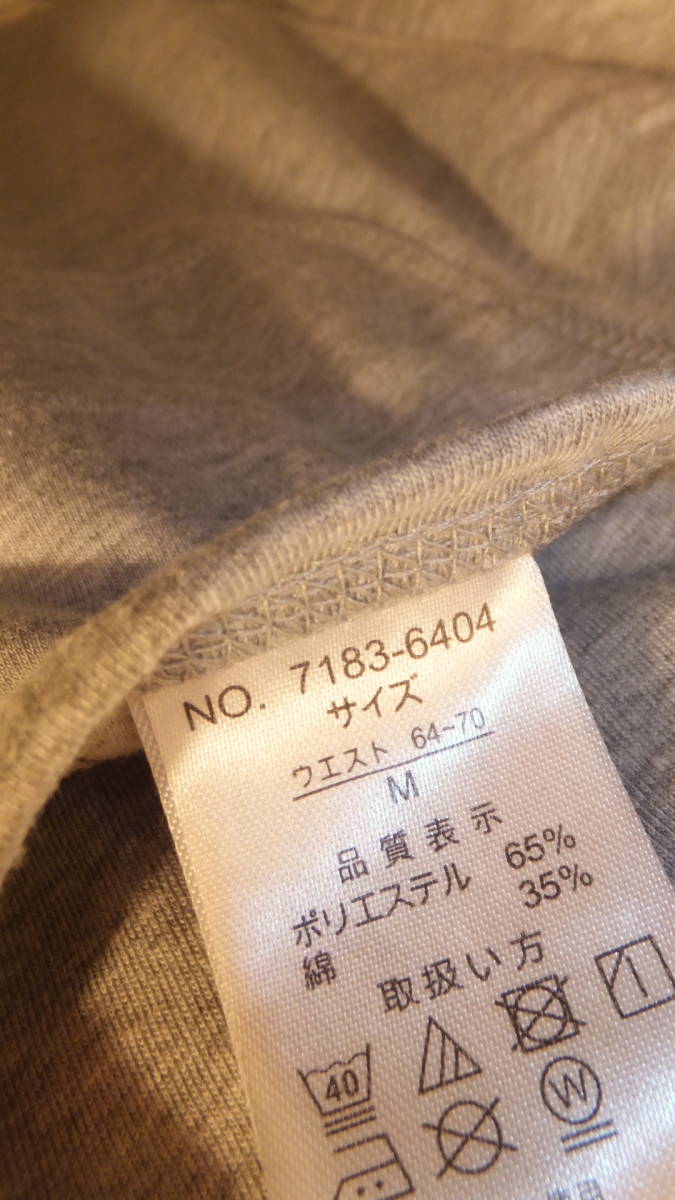 NO. 7183-6404
サイズ
ウエスト 64-70
M
品質表示
ポリエステル 65%
綿 35%
取扱い方
40
W